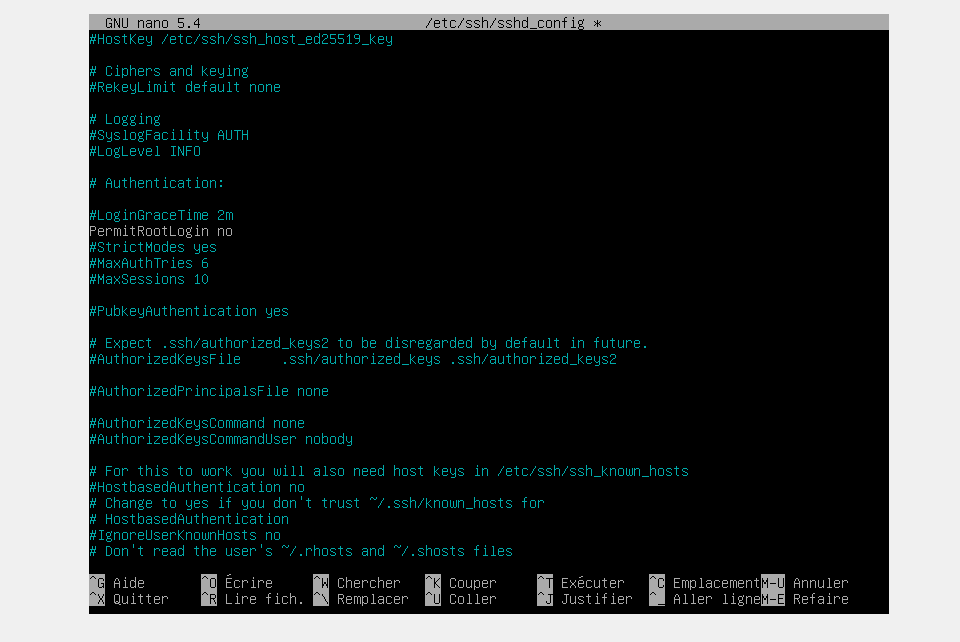 GNU nano 5.4 /etc/ssh/sshd_config *
#HostKey /etc/ssh/ssh_host_ed25519_key
# Ciphers and keying
#RekeyLimit default none
# Logging
#SyslogFacility AUTH
#LogLevel INFO
# Authentication:
#LoginGraceTime 2m
PermitRootLogin no
#StrictModes yes
#MaxAuthTries 6
#MaxSessions 10
#PubkeyAuthentication yes
# Expect .ssh/authorized_keys2 to be disregarded by default in future.
#AuthorizedKeysFile     .ssh/authorized_keys .ssh/authorized_keys2
#AuthorizedPrincipalsFile none
#AuthorizedKeysCommand none
#AuthorizedKeysCommandUser nobody
# For this to work you will also need host keys in /etc/ssh/ssh_known_hosts
#HostbasedAuthentication no
# Change to yes if you don't trust ~/.ssh/known_hosts for
# HostbasedAuthentication
#IgnoreUserKnownHosts no
# Don't read the user's ~/.rhosts and ~/.shosts files
^G Aide ^O Écrire ^W Chercher ^K Couper ^T Exécuter ^C Emplacement M-U Annuler
^X Quitter ^R Lire fich. ^\ Remplacer ^U Coller ^J Justifier ^_ Aller ligne M-E Refaire